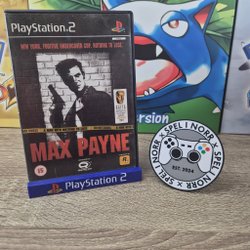 PlayStation 2
NEW YORK. FUGITIVE UNDERCOVER COP. NOTHING TO LOSE.
MAX PAYNE
15
R
PlayStation 2
ersion
SPEL I NORR
EST. 2024
SPEL I NORR